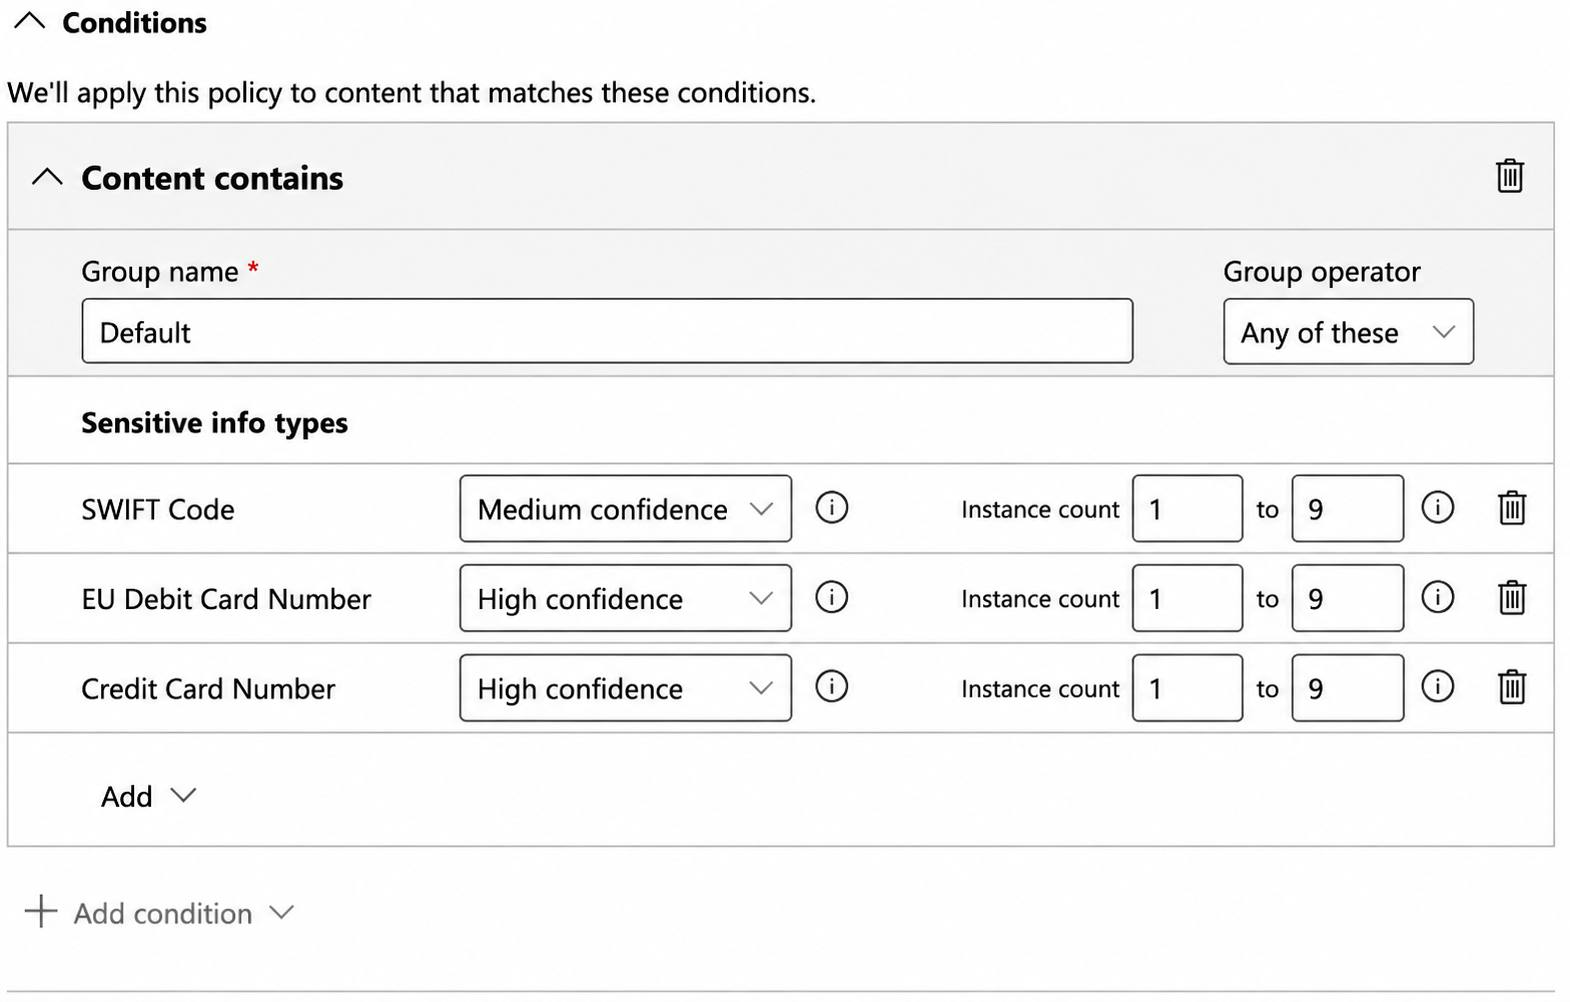 Conditions
We'll apply this policy to content that matches these conditions.
Content contains
Group name * Group operator
Default Any of these
Sensitive info types
SWIFT Code Medium confidence Instance count 1 to 9
EU Debit Card Number High confidence Instance count 1 to 9
Credit Card Number High confidence Instance count 1 to 9
Add
Add condition